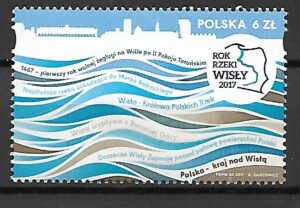 POLSKA 6 ZŁ
ROK
RZEKI
WISŁY
2017
1467 - pierwszy rok wolnej żeglugi na Wiśle po II Pokoju Toruńskim
Najdłuższa rzeka uchodząca do Morza Bałtyckiego
Wisła - Królowa Polskich Rzek
Wisła wypływa z Baraniej Góry
Dorzecze Wisły zajmuje ponad połowę powierzchni Polski
Polska - kraj nad Wisłą
PWPW SA 2017 A. SANCEWICZ